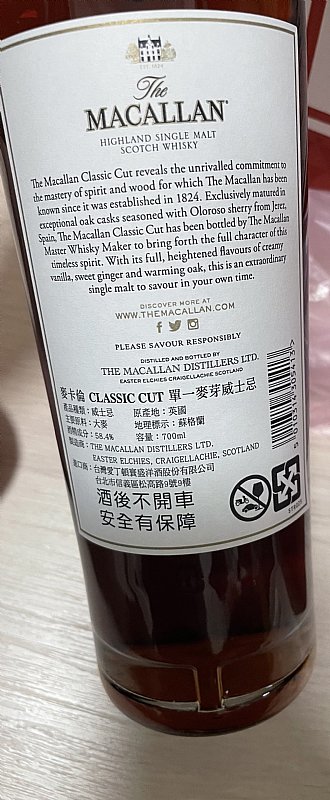 EST. 1824
The
MACALLAN®
HIGHLAND SINGLE MALT
SCOTCH WHISKY
The Macallan Classic Cut reveals the unrivalled commitment to
the mastery of spirit and wood for which The Macallan has been
known since it was established in 1824. Exclusively matured in
exceptional oak casks seasoned with Oloroso sherry from Jerez,
Spain, The Macallan Classic Cut has been bottled by The Macallan
Master Whisky Maker to bring forth the full character of this
timeless spirit. With its full, heightened flavours of creamy
vanilla, sweet ginger and warming oak, this is an extraordinary
single malt to savour in your own time.
DISCOVER MORE AT
WWW.THEMACALLAN.COM
PLEASE SAVOUR RESPONSIBLY
DISTILLED AND BOTTLED BY
THE MACALLAN DISTILLERS LTD.
EASTER ELCHIES CRAIGELLACHIE SCOTLAND
麥卡倫 CLASSIC CUT 單一麥芽威士忌
產品種類：威士忌 原產地：英國
主要原料：大麥 地理標示：蘇格蘭
酒精成分：58.4% 容量：700ml
製造商：THE MACALLAN DISTILLERS LTD.
EASTER ELCHIES, CRAIGELLACHIE, SCOTLAND
進口商：台灣愛丁頓寰盛洋酒股份有限公司
台北市信義區松高路9號9樓
酒後不開車
安全有保障